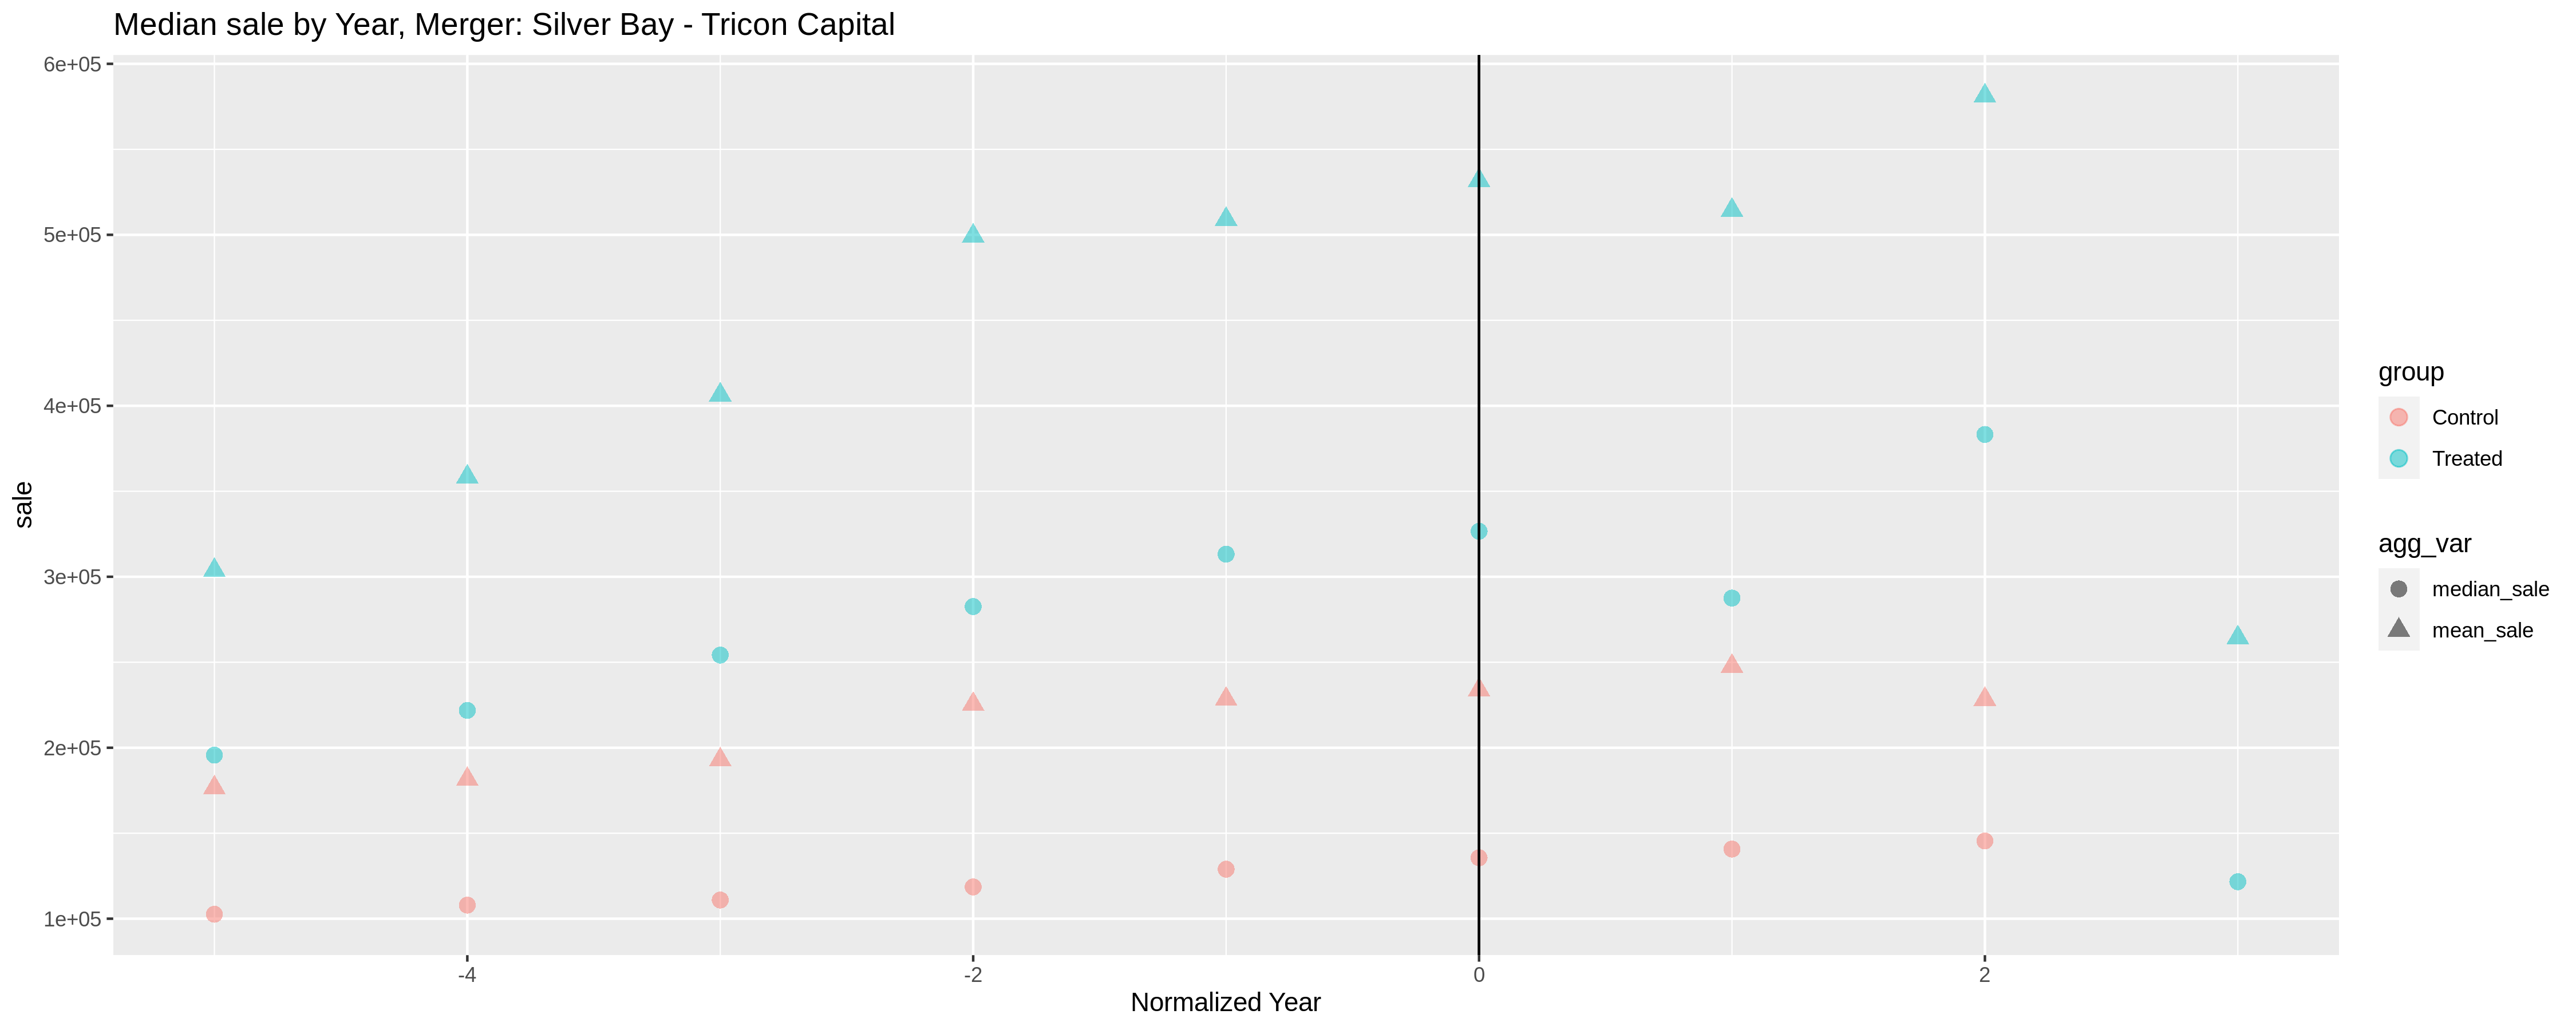 Median sale by Year, Merger: Silver Bay - Tricon Capital
6e+05
5e+05
4e+05
3e+05
2e+05
1e+05
sale
-4
-2
0
2
Normalized Year
group
Control
Treated
agg_var
median_sale
mean_sale